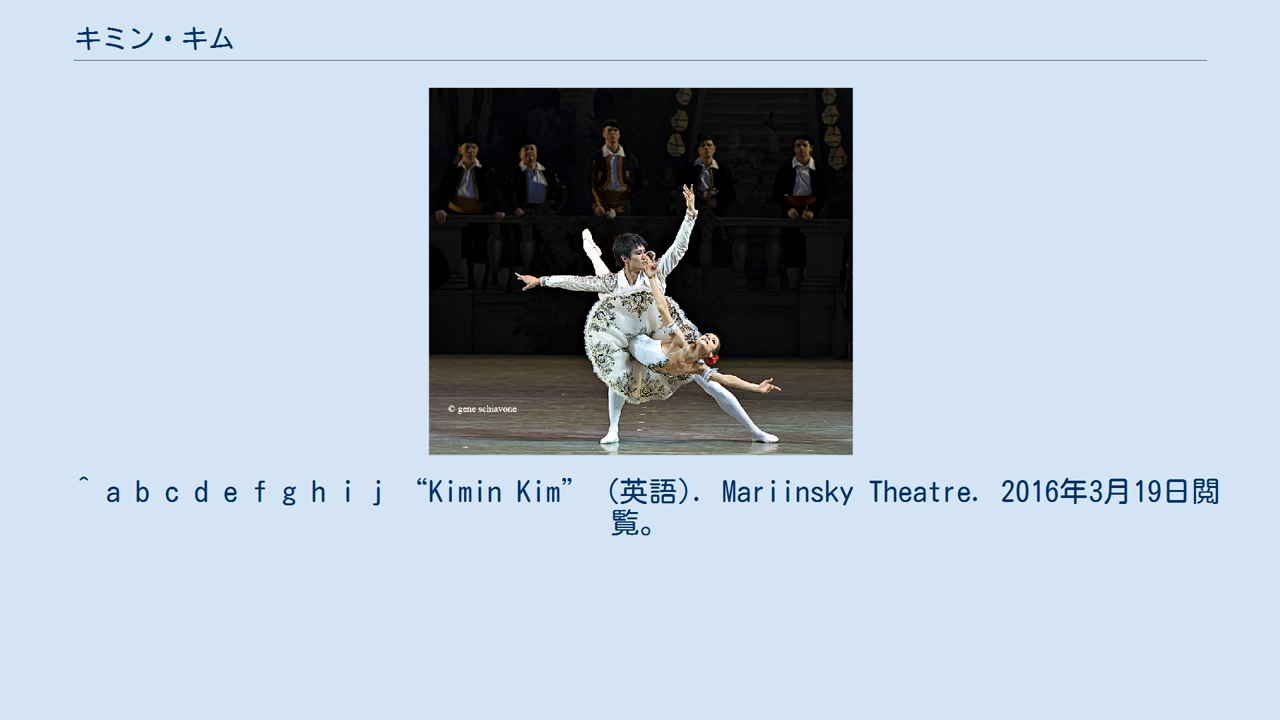 キミン・キム
© gene schiavone
^ a b c d e f g h i j “Kimin Kim” (英語). Mariinsky Theatre. 2016年3月19日閲
覧。